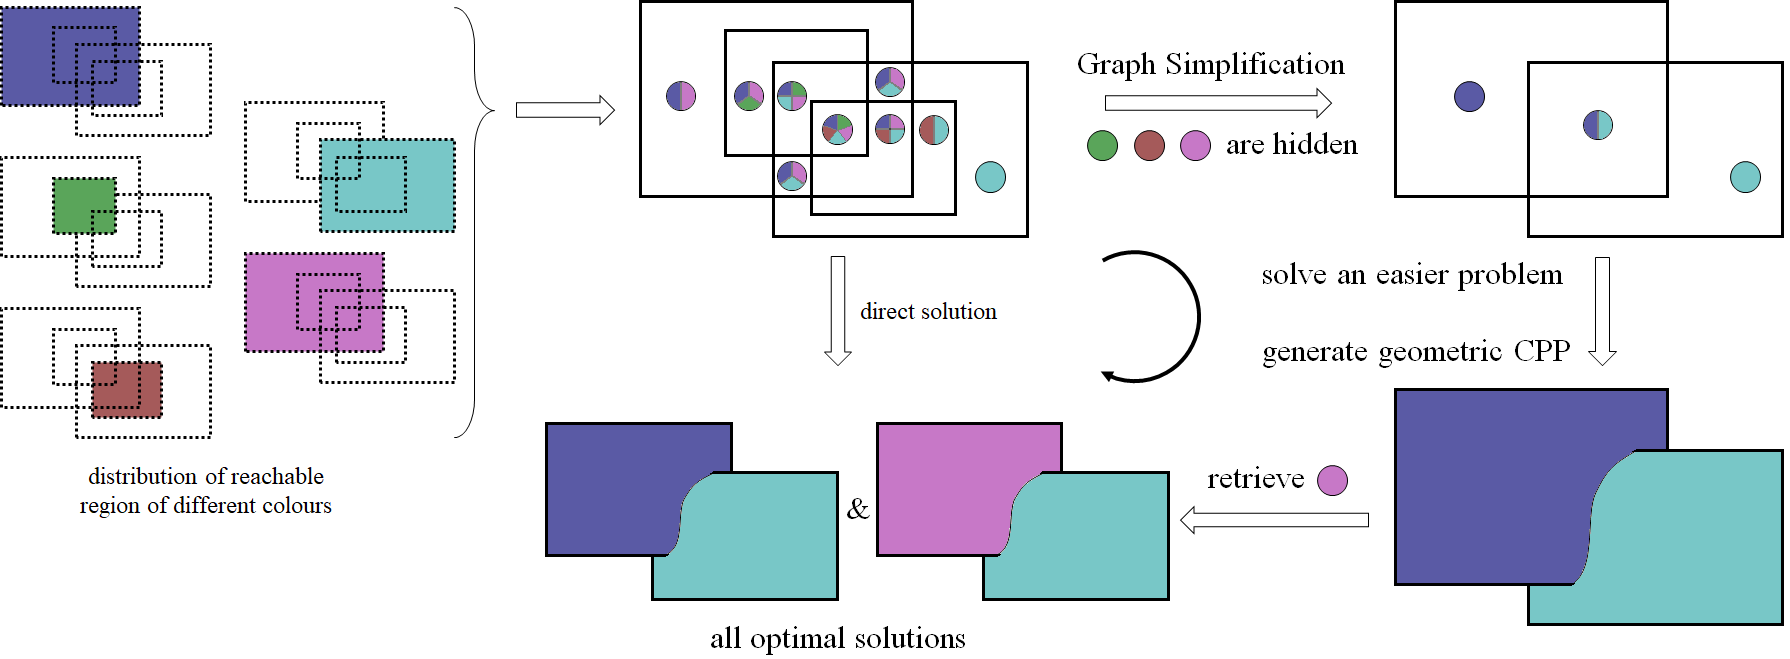 distribution of reachable
region of different colours
Graph Simplification
are hidden
direct solution
solve an easier problem
generate geometric CPP
retrieve
&
all optimal solutions